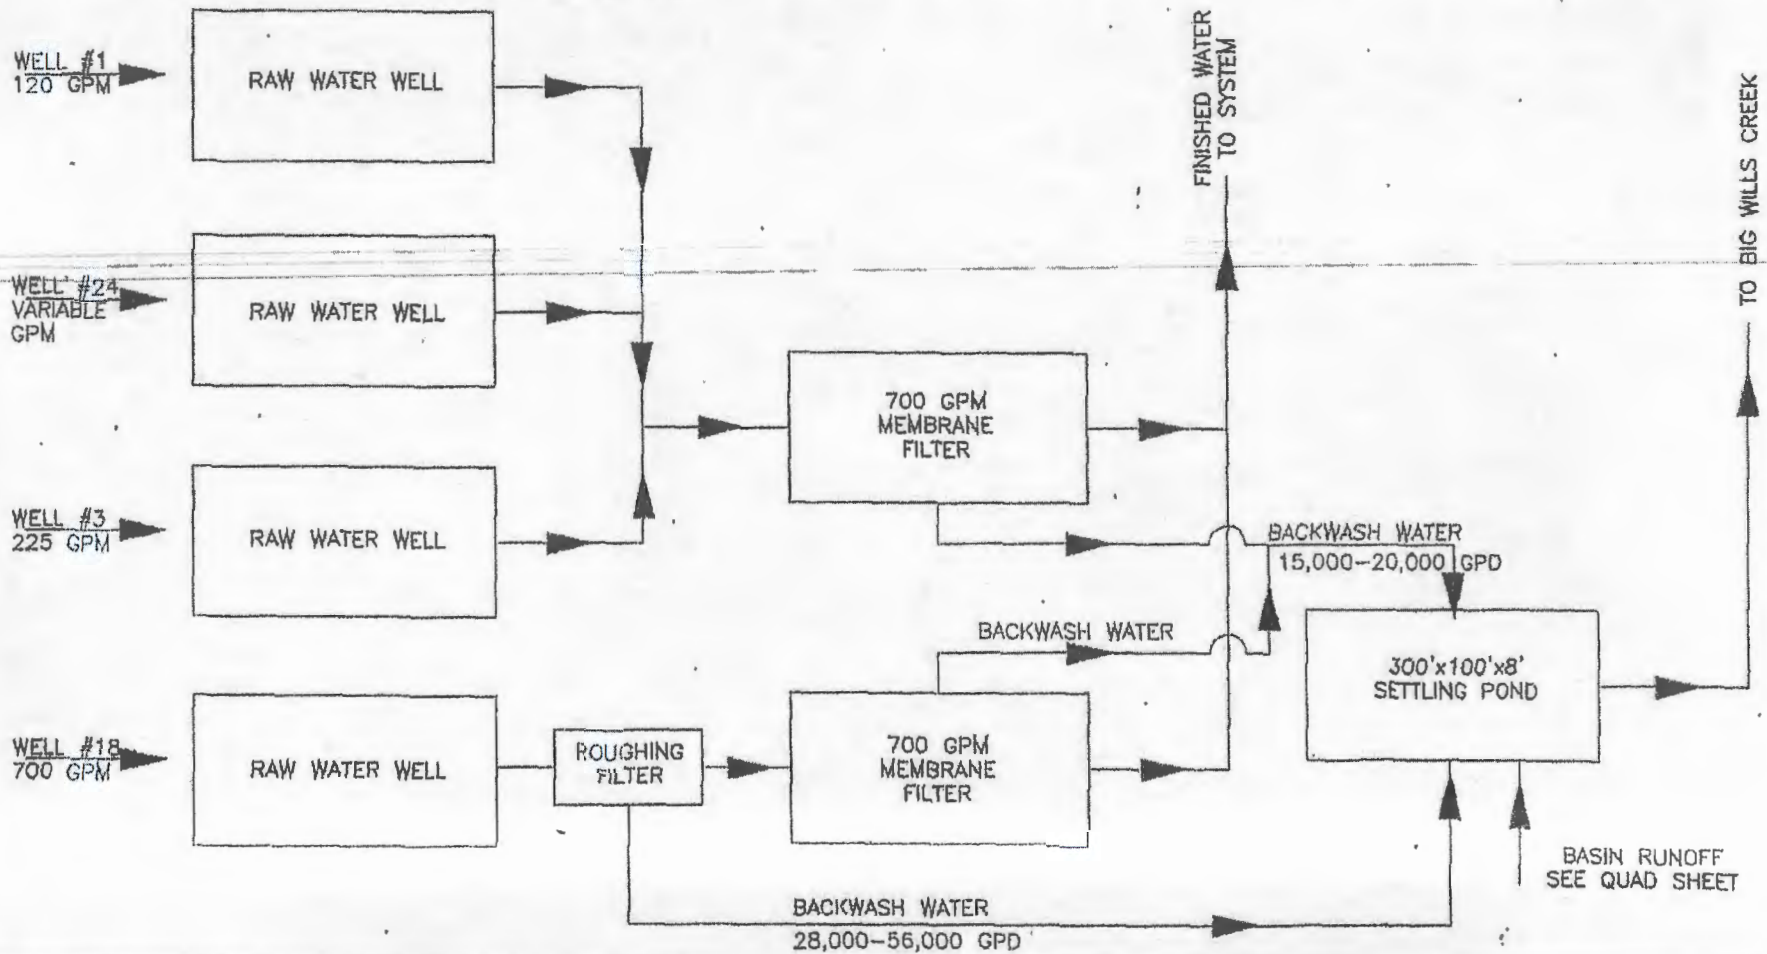 WELL #1
120 GPM
RAW WATER WELL
WELL #24
VARIABLE
GPM
RAW WATER WELL
WELL #3
225 GPM
RAW WATER WELL
WELL #18
700 GPM
RAW WATER WELL
ROUGHING
FILTER
700 GPM
MEMBRANE
FILTER
700 GPM
MEMBRANE
FILTER
FINISHED WATER
TO SYSTEM
BACKWASH WATER
15,000-20,000 GPD
BACKWASH WATER
300'x100'x8'
SETTLING POND
TO BIG WILLS CREEK
BASIN RUNOFF
SEE QUAD SHEET
BACKWASH WATER
28,000-56,000 GPD